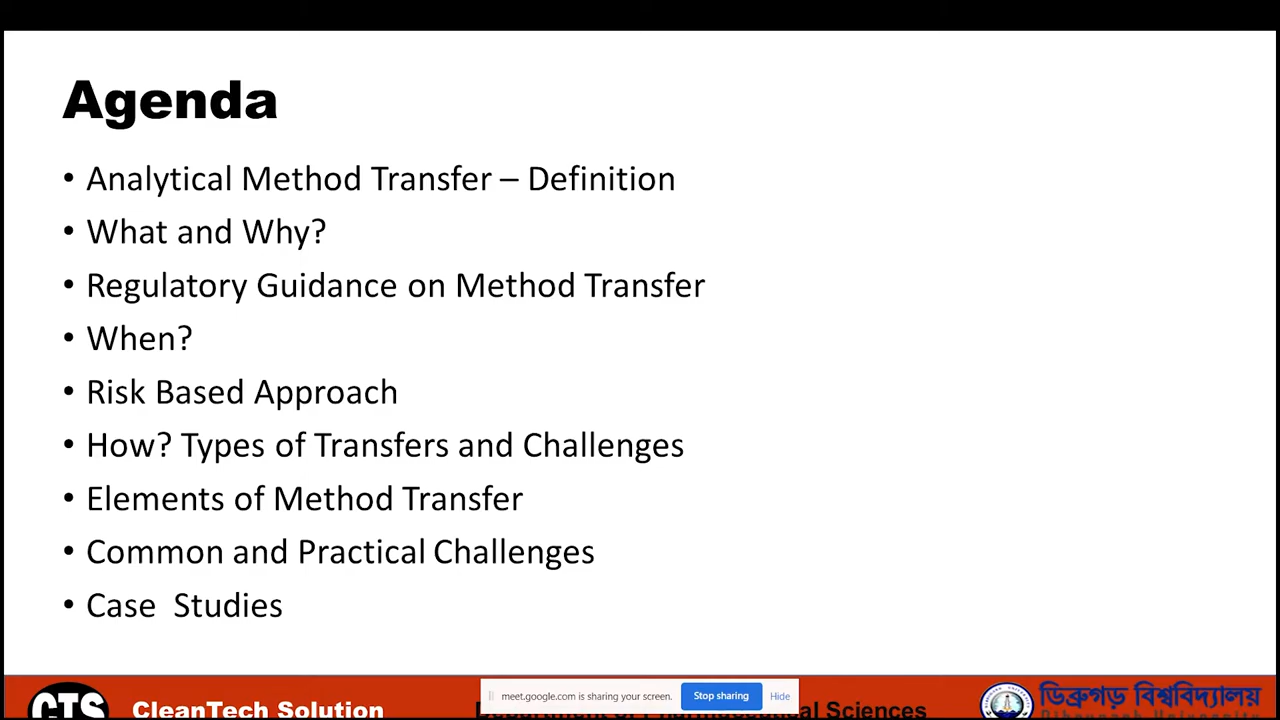 Agenda
• Analytical Method Transfer – Definition
• What and Why?
• Regulatory Guidance on Method Transfer
• When?
• Risk Based Approach
• How? Types of Transfers and Challenges
• Elements of Method Transfer
• Common and Practical Challenges
• Case Studies
CTS
CleanTech Solution
meet.google.com is sharing your screen.
Stop sharing
Hide
Pharmaceutical Sciences
ডিব্ৰুগড় বিশ্ববিদ্যালয়